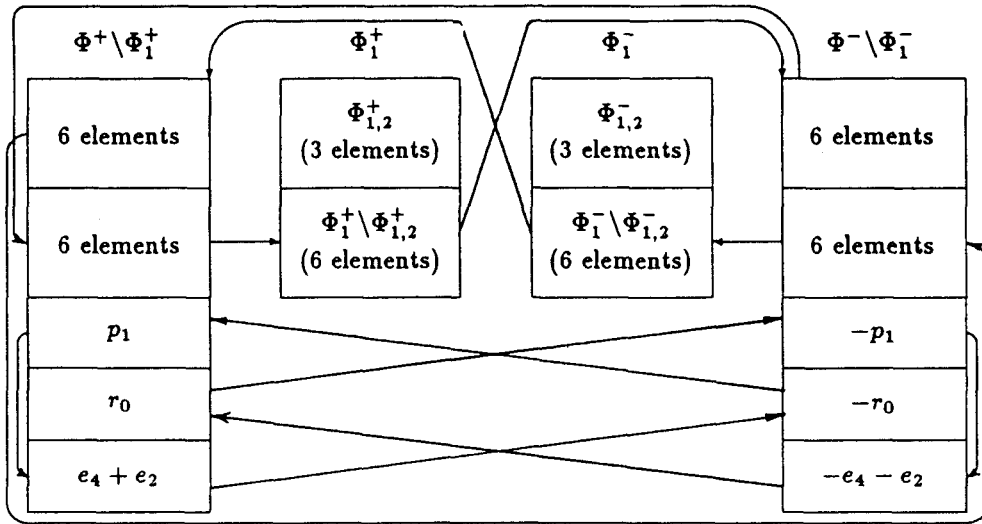 Φ⁺\Φ₁⁺ Φ₁⁺ Φ₁⁻ Φ⁻\Φ₁⁻
6 elements
Φ₁,₂⁺
(3 elements)
Φ₁,₂⁻
(3 elements)
6 elements
6 elements
Φ₁⁺\Φ₁,₂⁺
(6 elements)
Φ₁⁻\Φ₁,₂⁻
(6 elements)
6 elements
p₁
−p₁
r₀
−r₀
e₄ + e₂
−e₄ − e₂